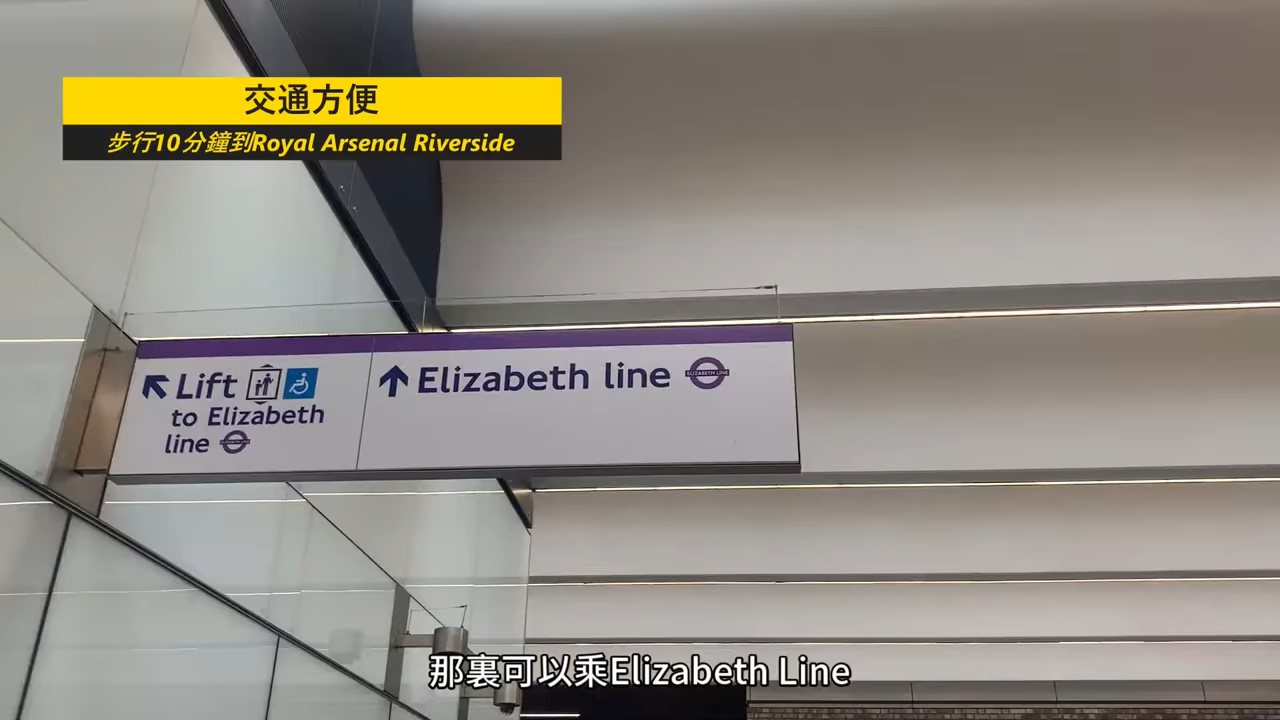 交通方便
步行10分鐘到Royal Arsenal Riverside
Lift
to Elizabeth
line
Elizabeth line
ELIZABETH LINE
那裏可以乘Elizabeth Line